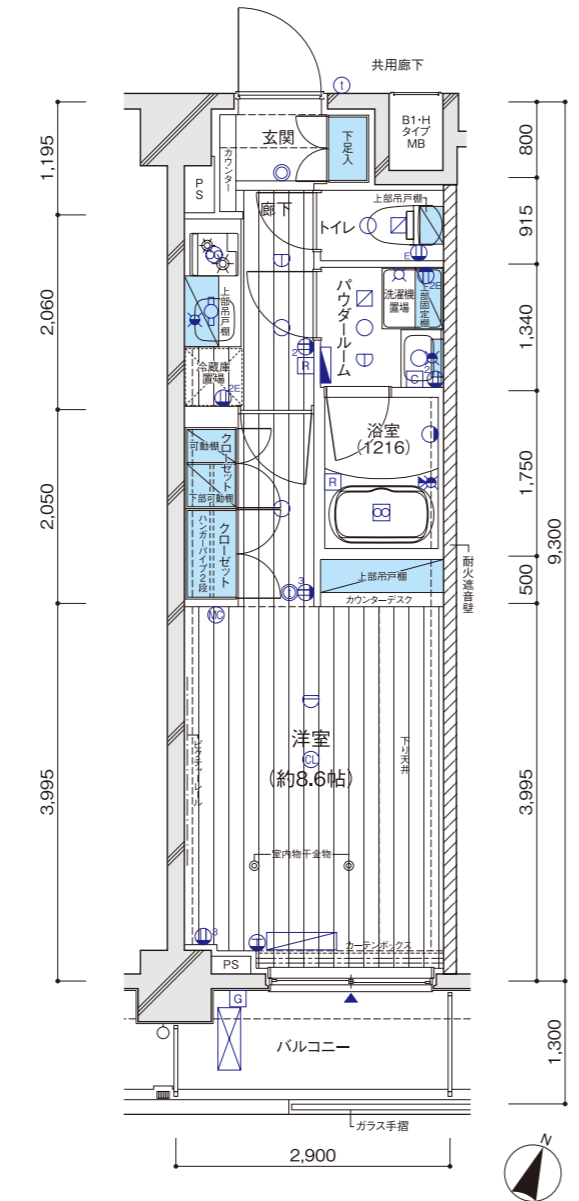 共用廊下
t
B1・H
タイプ
MB
玄関
下足入
カウンター
PS
廊下
上部吊戸棚
トイレ
E
上部吊戸棚
洗濯機
置場
上部固定棚
2E
パウダールーム
2
R
C
2
冷蔵庫
置場
2E
浴室
(1216)
R
可動棚
クローゼット
下部可動棚
クローゼット
ハンガーパイプ2段
3
上部吊戸棚
カウンターデスク
耐火遮音壁
MC
洋室
(約8.6帖)
CL
ピクチャーレール
下り天井
室内物干金物
3
カーテンボックス
PS
G
バルコニー
ガラス手摺
1,195
2,060
2,050
3,995
800
915
1,340
1,750
500
3,995
9,300
1,300
2,900
N